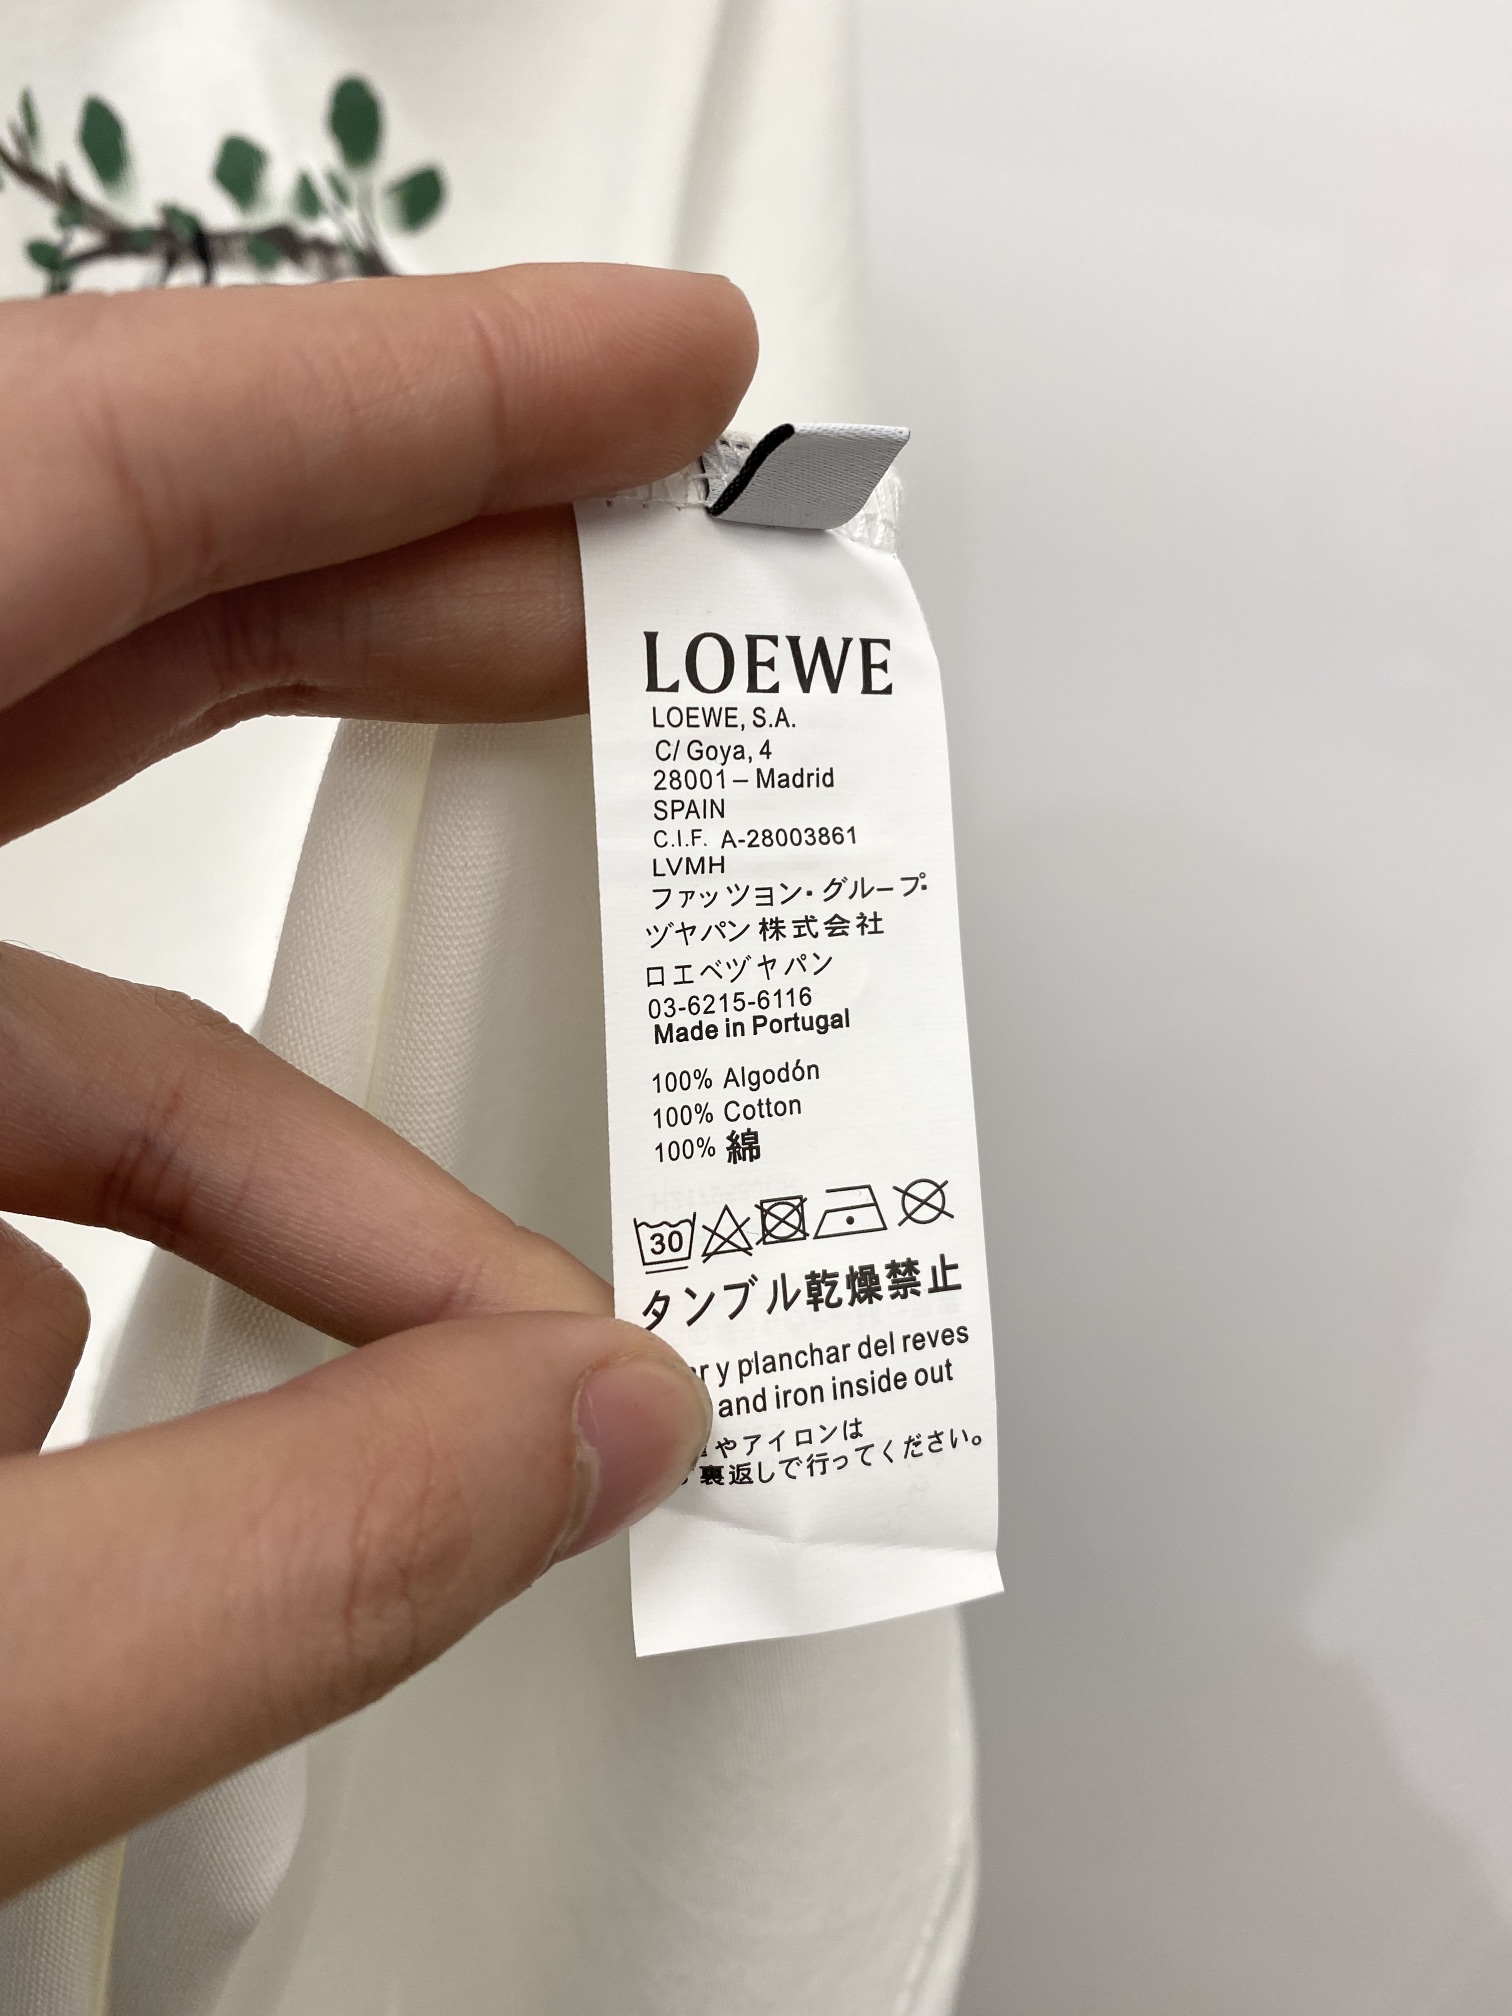 LOEWE
LOEWE, S.A.
C/ Goya, 4
28001 – Madrid
SPAIN
C.I.F. A-28003861
LVMH
ファッツョン・グループ
ヅャパン 株式会社
ロエベヅャパン
03-6215-6116
Made in Portugal
100% Algodón
100% Cotton
100% 綿
30
タンブル乾燥禁止
y planchar del reves
and iron inside out
やアイロンは
裏返しで行ってください。